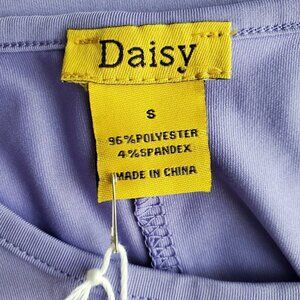 Daisy
S
96%POLYESTER
4%SPANDEX
MADE IN CHINA